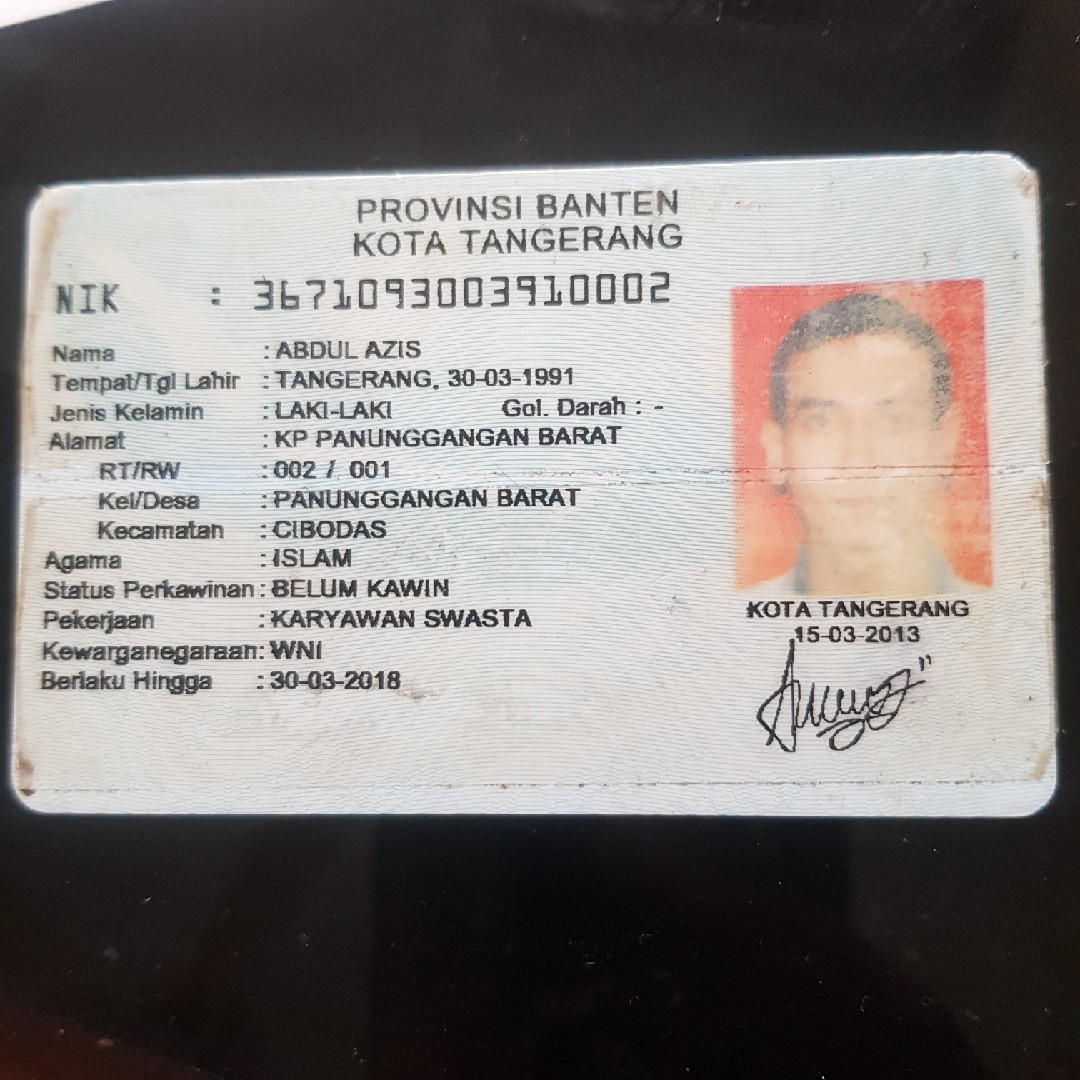 PROVINSI BANTEN
KOTA TANGERANG
NIK : 3671093003910002
Nama : ABDUL AZIS
Tempat/Tgl Lahir : TANGERANG, 30-03-1991
Jenis Kelamin : LAKI-LAKI Gol. Darah : -
Alamat : KP PANUNGGANGAN BARAT
RT/RW : 002 / 001
Kel/Desa : PANUNGGANGAN BARAT
Kecamatan : CIBODAS
Agama : ISLAM
Status Perkawinan : BELUM KAWIN
Pekerjaan : KARYAWAN SWASTA
Kewarganegaraan : WNI
Berlaku Hingga : 30-03-2018
KOTA TANGERANG
15-03-2013